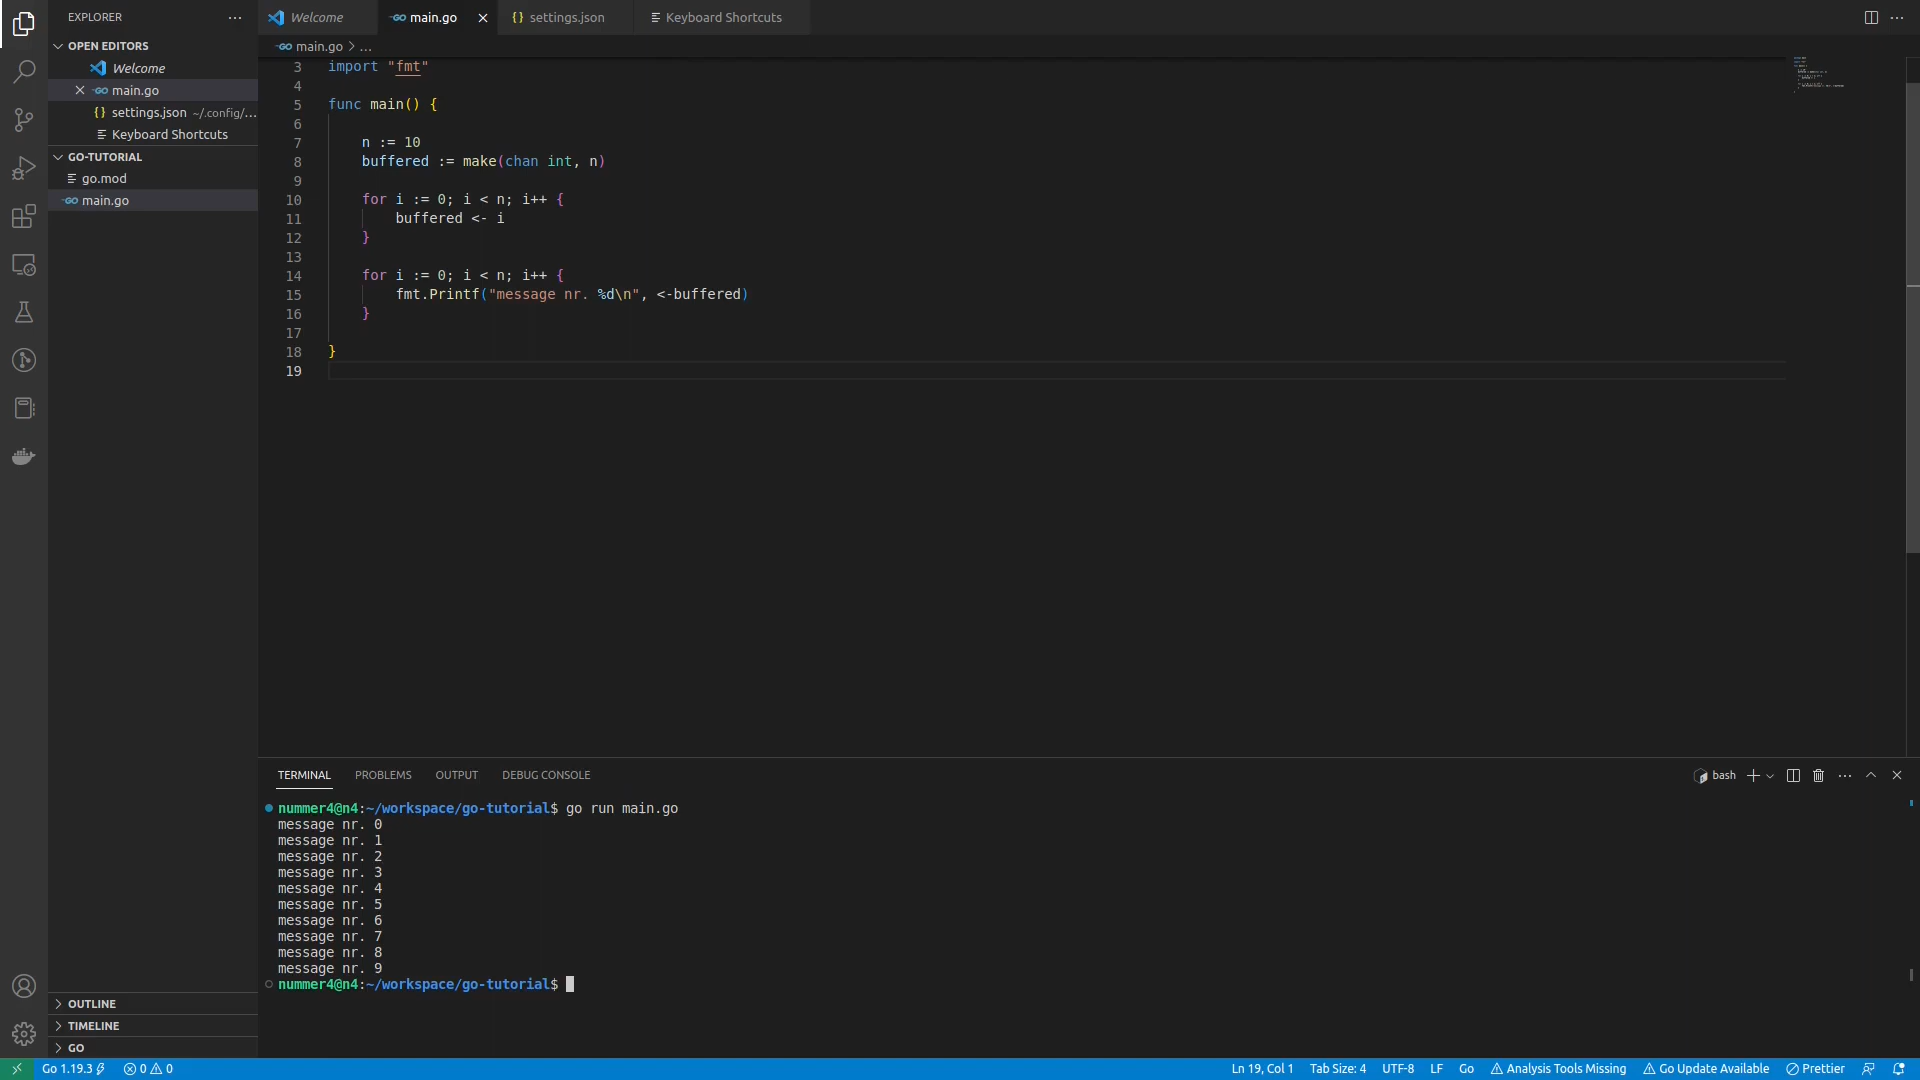 EXPLORER
OPEN EDITORS
Welcome
main.go
settings.json ~/.config/...
Keyboard Shortcuts
GO-TUTORIAL
go.mod
main.go
OUTLINE
TIMELINE
GO
Welcome main.go settings.json Keyboard Shortcuts
main.go > ...
3 import "fmt"
4
5 func main() {
6
7     n := 10
8     buffered := make(chan int, n)
9
10     for i := 0; i < n; i++ {
11         buffered <- i
12     }
13
14     for i := 0; i < n; i++ {
15         fmt.Printf("message nr. %d\n", <-buffered)
16     }
17
18 }
19
TERMINAL PROBLEMS OUTPUT DEBUG CONSOLE bash
nummer4@n4:~/workspace/go-tutorial$ go run main.go
message nr. 0
message nr. 1
message nr. 2
message nr. 3
message nr. 4
message nr. 5
message nr. 6
message nr. 7
message nr. 8
message nr. 9
nummer4@n4:~/workspace/go-tutorial$
Go 1.19.3 0 0 Ln 19, Col 1 Tab Size: 4 UTF-8 LF Go Analysis Tools Missing Go Update Available Prettier